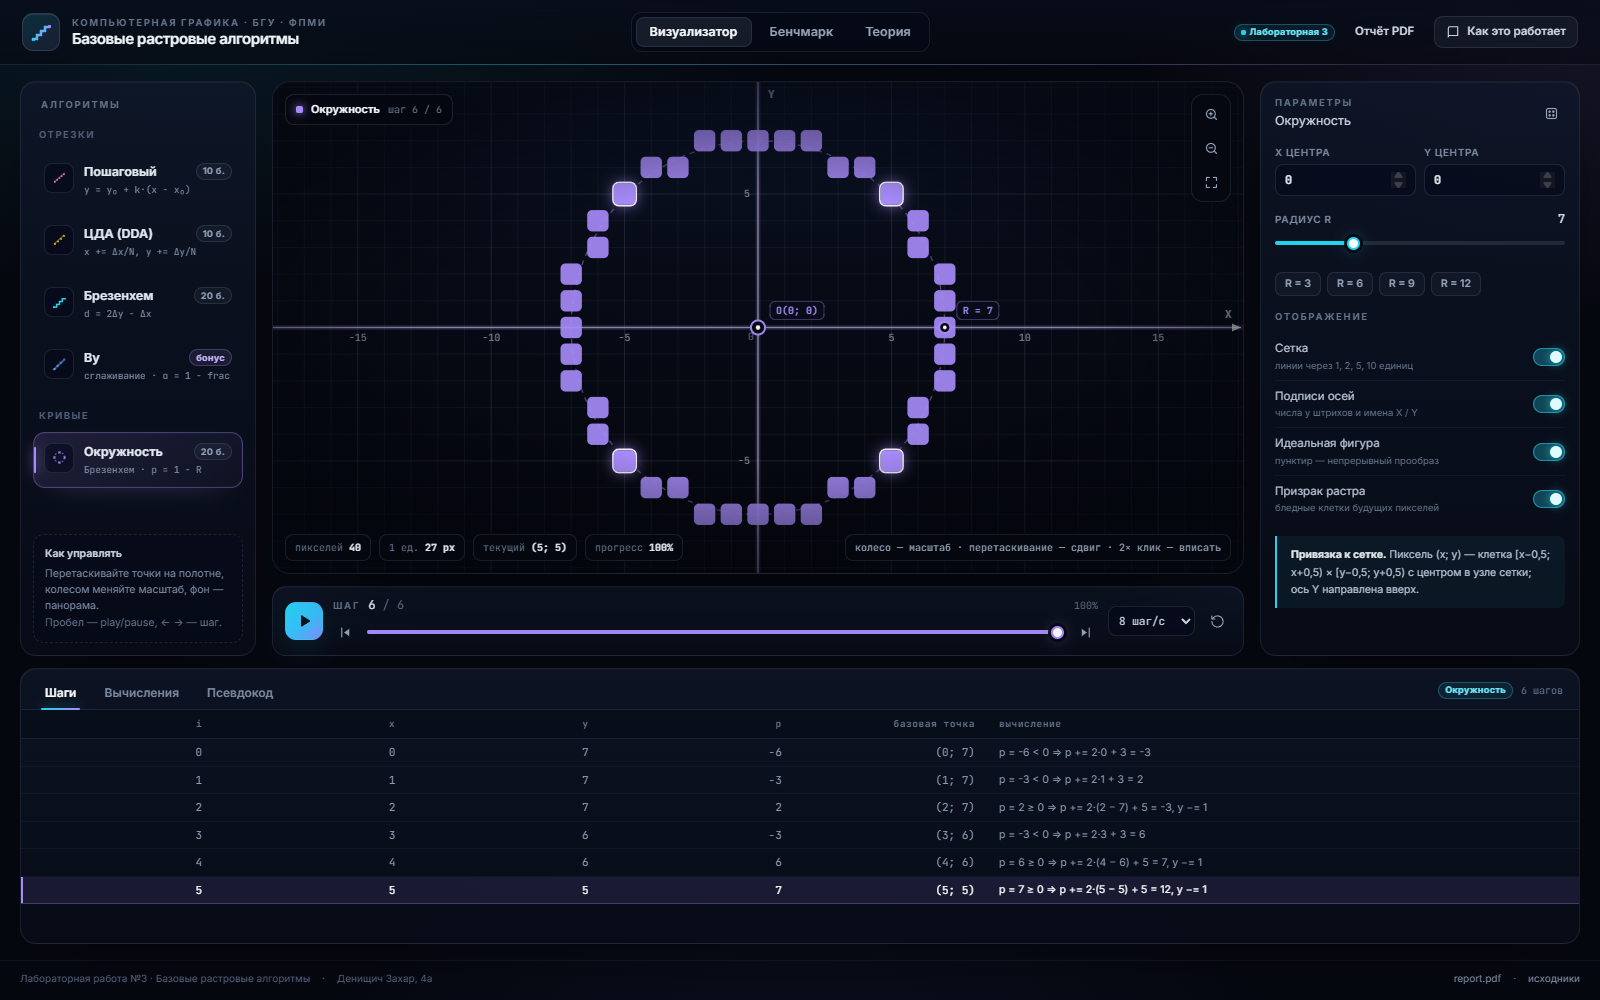 КОМПЬЮТЕРНАЯ ГРАФИКА · БГУ · ФПМИ
Базовые растровые алгоритмы
Визуализатор
Бенчмарк
Теория
Лабораторная 3
Отчёт PDF
Как это работает
АЛГОРИТМЫ
ОТРЕЗКИ
Пошаговый
10 б.
y = y₀ + k·(x - x₀)
ЦДА (DDA)
10 б.
x += Δx/N, y += Δy/N
Брезенхем
20 б.
d = 2Δy - Δx
Ву
бонус
сглаживание · α = 1 - frac
КРИВЫЕ
Окружность
20 б.
Брезенхем · p = 1 - R
Как управлять
Перетаскивайте точки на полотне,
колесом меняйте масштаб, фон —
панорама.
Пробел — play/pause, ← → — шаг.
Окружность шаг 6 / 6
Y
5
O(0; 0)
R = 7
X
-15
-10
-5
0
5
10
15
-5
пикселей 40
1 ед. 27 px
текущий (5; 5)
прогресс 100%
колесо — масштаб · перетаскивание — сдвиг · 2× клик — вписать
ШАГ 6 / 6
100%
8 шаг/с
ПАРАМЕТРЫ
Окружность
X ЦЕНТРА
Y ЦЕНТРА
0
0
РАДИУС R
7
R = 3
R = 6
R = 9
R = 12
ОТОБРАЖЕНИЕ
Сетка
линии через 1, 2, 5, 10 единиц
Подписи осей
числа у штрихов и имена X / Y
Идеальная фигура
пунктир — непрерывный прообраз
Призрак растра
бледные клетки будущих пикселей
Привязка к сетке. Пиксель (x; y) — клетка [x−0,5;
x+0,5) × [y−0,5; y+0,5) с центром в узле сетки;
ось Y направлена вверх.
Шаги
Вычисления
Псевдокод
Окружность
6 шагов
i x y p базовая точка вычисление
0 0 7 -6 (0; 7) p = -6 < 0 ⇒ p += 2·0 + 3 = -3
1 1 7 -3 (1; 7) p = -3 < 0 ⇒ p += 2·1 + 3 = 2
2 2 7 2 (2; 7) p = 2 ≥ 0 ⇒ p += 2·(2 − 7) + 5 = -3, y −= 1
3 3 6 -3 (3; 6) p = -3 < 0 ⇒ p += 2·3 + 3 = 6
4 4 6 6 (4; 6) p = 6 ≥ 0 ⇒ p += 2·(4 − 6) + 5 = 7, y −= 1
5 5 5 7 (5; 5) p = 7 ≥ 0 ⇒ p += 2·(5 − 5) + 5 = 12, y −= 1
Лабораторная работа №3 · Базовые растровые алгоритмы · Денищич Захар, 4а
report.pdf · исходники